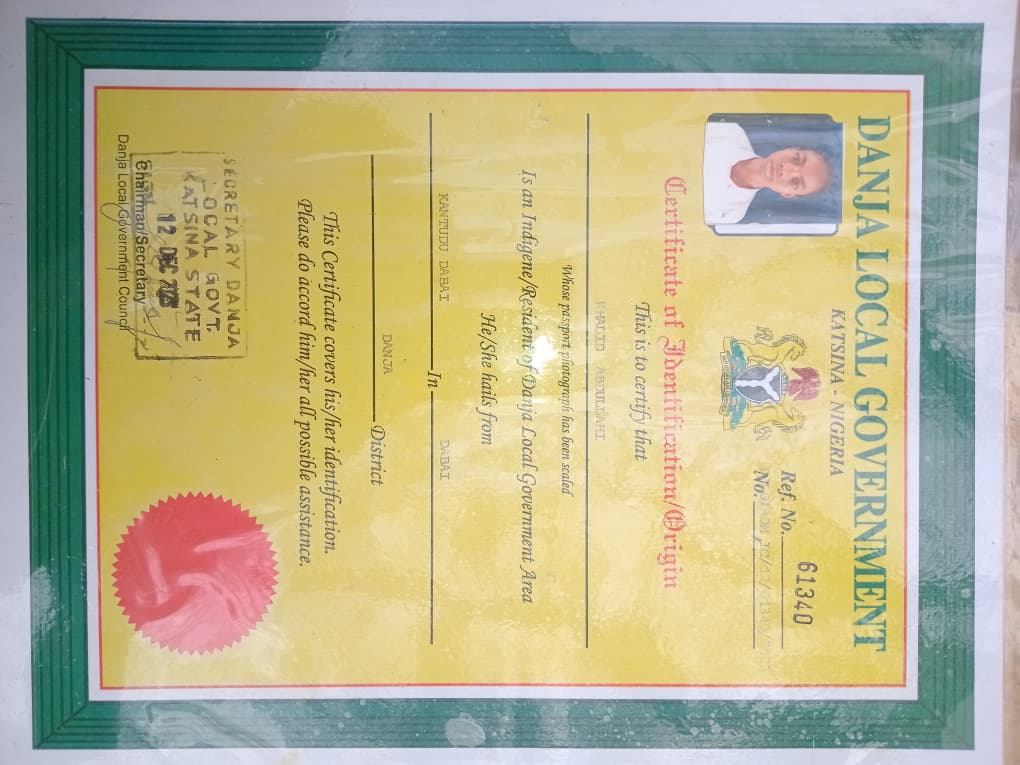 DANJA LOCAL GOVERNMENT
KATSINA - NIGERIA
Ref. No. 61340
No.
Certificate of Identification/Origin
This is to certify that
KHALID ABDULLAHI
Whose passport photograph has been sealed
Is an Indigene/Resident of Danja Local Government Area
He/She hails from
KANTUDU DABAI In DABAI
DANJA District
This Certificate covers his/her identification.
Please do accord him/her all possible assistance.
SECRETARY DANJA
LOCAL GOVT.
KATSINA STATE
12 DEC
Chairman/Secretary
Danja Local Government Council